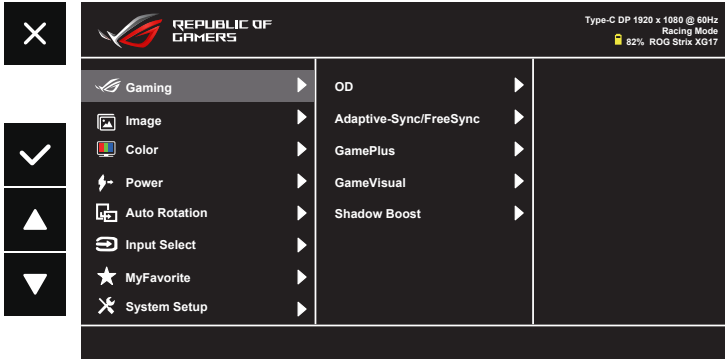 REPUBLIC OF
GAMERS
Type-C DP 1920 x 1080 @ 60Hz
Racing Mode
82% ROG Strix XG17
Gaming
Image
Color
Power
Auto Rotation
Input Select
MyFavorite
System Setup
OD
Adaptive-Sync/FreeSync
GamePlus
GameVisual
Shadow Boost